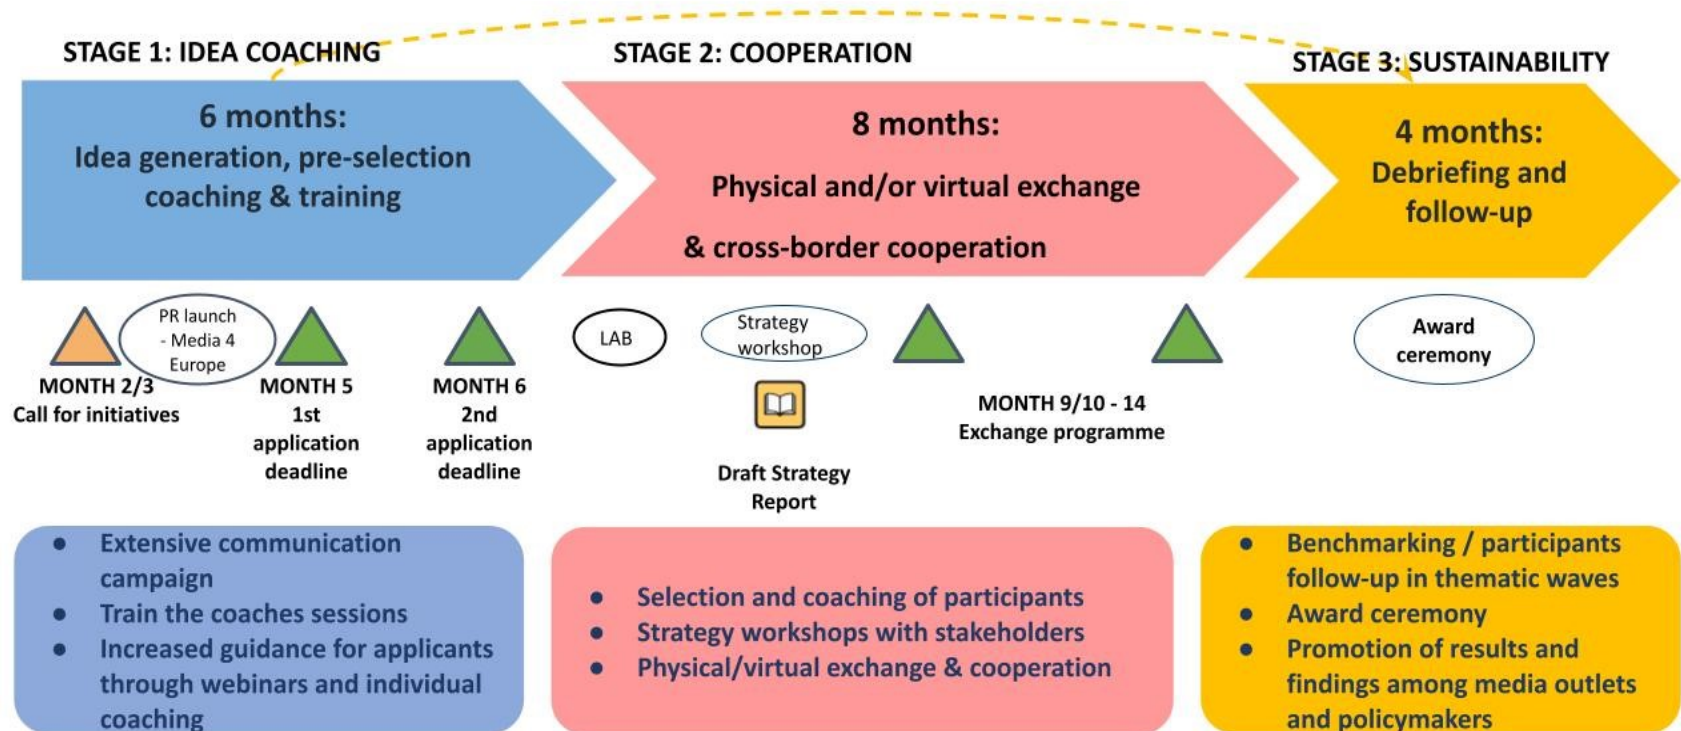 STAGE 1: IDEA COACHING
STAGE 2: COOPERATION
STAGE 3: SUSTAINABILITY
6 months:
Idea generation, pre-selection
coaching & training
8 months:
Physical and/or virtual exchange
& cross-border cooperation
4 months:
Debriefing and
follow-up
PR launch
- Media 4
Europe
LAB
Strategy
workshop
Award
ceremony
MONTH 2/3
Call for initiatives
MONTH 5
1st
application
deadline
MONTH 6
2nd
application
deadline
Draft Strategy
Report
MONTH 9/10 - 14
Exchange programme
● Extensive communication
campaign
● Train the coaches sessions
● Increased guidance for applicants
through webinars and individual
coaching
● Selection and coaching of participants
● Strategy workshops with stakeholders
● Physical/virtual exchange & cooperation
● Benchmarking / participants
follow-up in thematic waves
● Award ceremony
● Promotion of results and
findings among media outlets
and policymakers